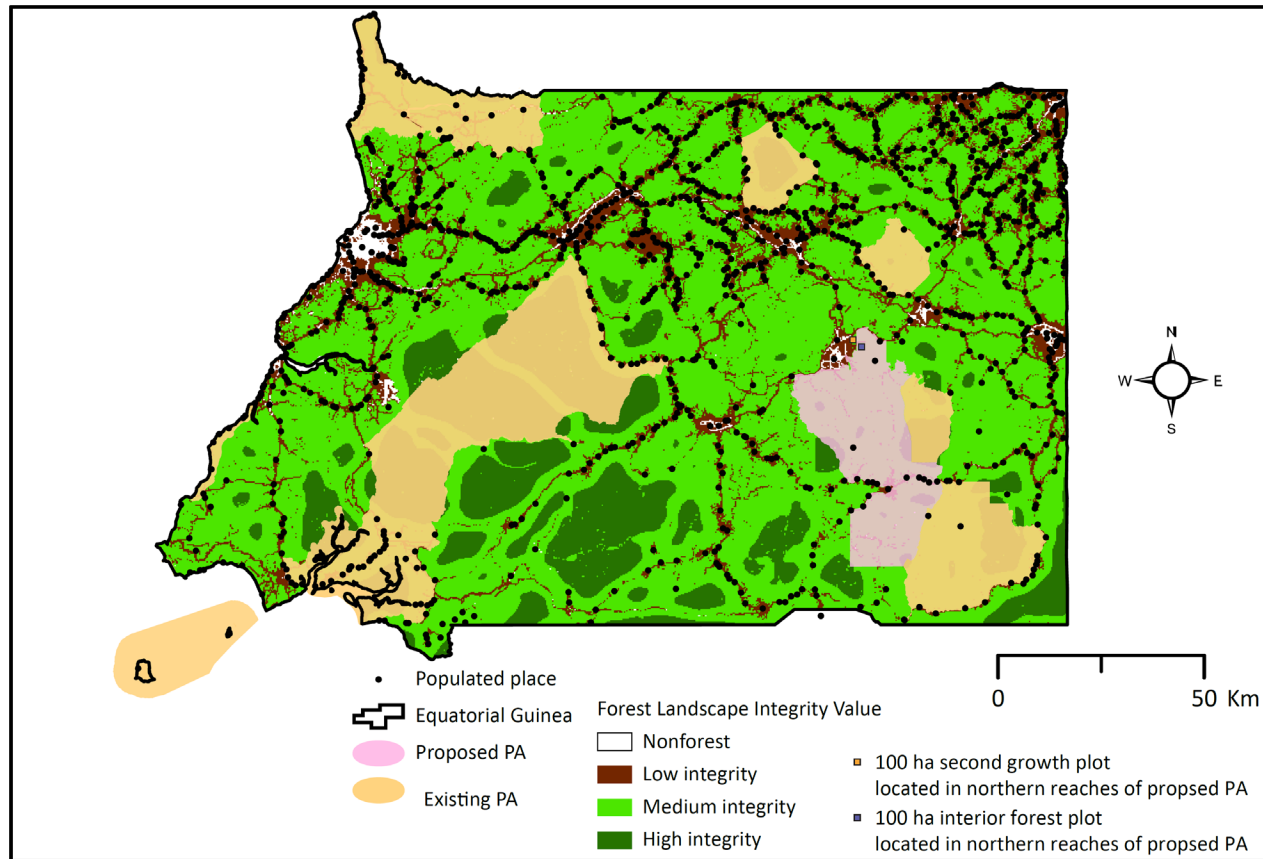 N
W E
S
0 50 Km
Populated place
Equatorial Guinea
Proposed PA
Existing PA
Forest Landscape Integrity Value
Nonforest
Low integrity
Medium integrity
High integrity
100 ha second growth plot
located in northern reaches of propsed PA
100 ha interior forest plot
located in northern reaches of propsed PA